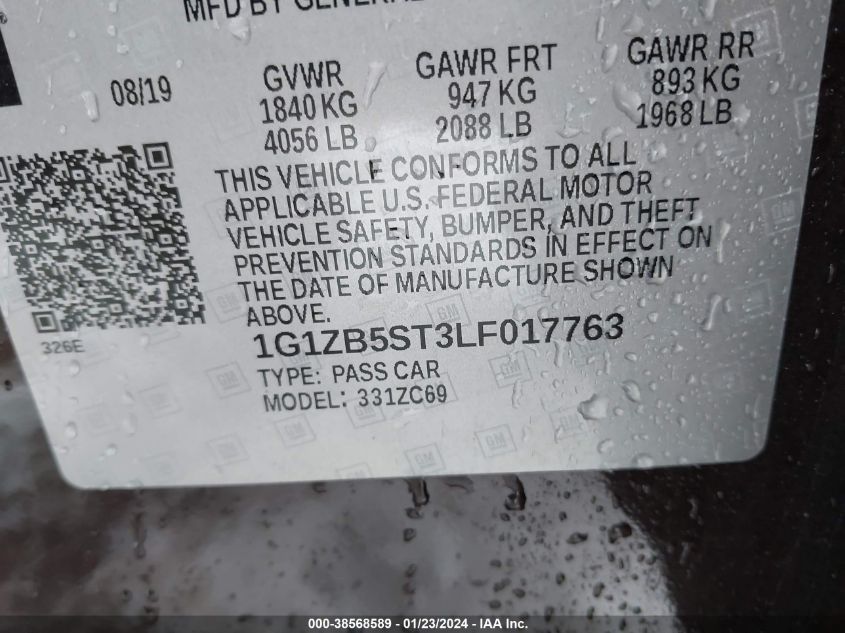 MFD BY GENERAL
08/19
GVWR
1840 KG
4056 LB
GAWR FRT
947 KG
2088 LB
GAWR RR
893 KG
1968 LB
THIS VEHICLE CONFORMS TO ALL
APPLICABLE U.S. FEDERAL MOTOR
VEHICLE SAFETY, BUMPER, AND THEFT
PREVENTION STANDARDS IN EFFECT ON
THE DATE OF MANUFACTURE SHOWN
ABOVE.
326E
1G1ZB5ST3LF017763
TYPE: PASS CAR
MODEL: 331ZC69
000-38568589 - 01/23/2024 - IAA Inc.